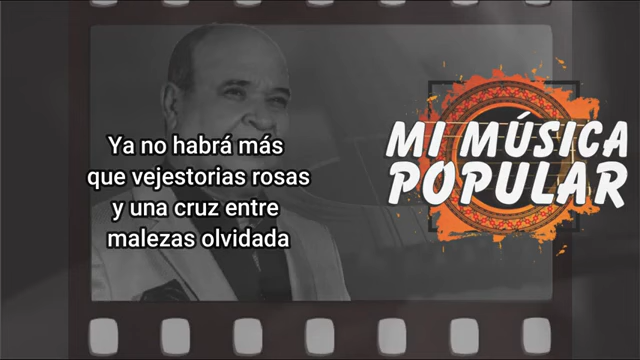 Ya no habrá más
que vejestorias rosas
y una cruz entre
malezas olvidada
MI MÚSICA
POPULAR